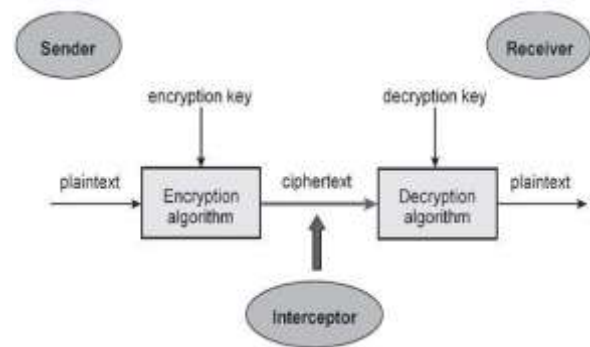 Sender
Receiver
encryption key
decryption key
plaintext
ciphertext
plaintext
Encryption
algorithm
Decryption
algorithm
Interceptor